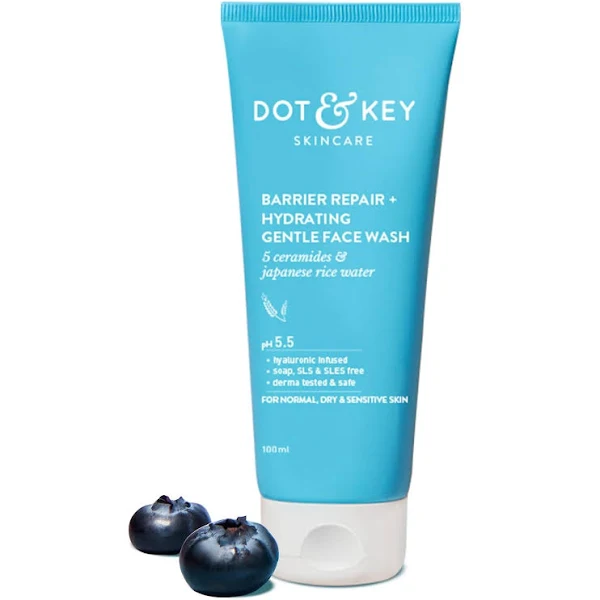 DOT & KEY
SKINCARE
BARRIER REPAIR +
HYDRATING
GENTLE FACE WASH
5 ceramides &
japanese rice water
pH 5.5
• hyaluronic infused
• soap, SLS & SLES free
• derma tested & safe
FOR NORMAL, DRY & SENSITIVE SKIN
100ml